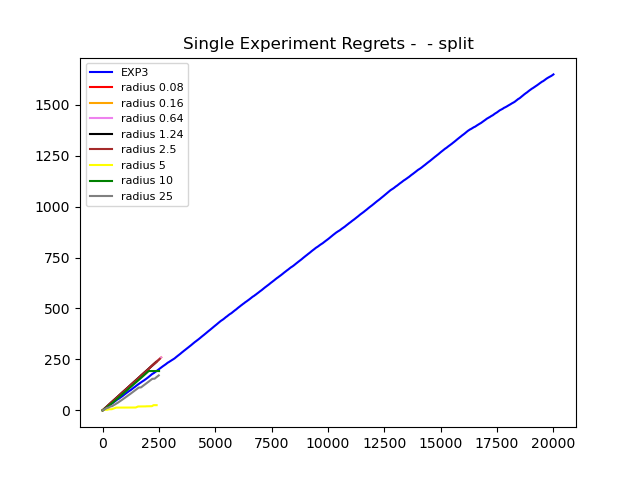 Single Experiment Regrets -  - split
EXP3
radius 0.08
radius 0.16
radius 0.64
radius 1.24
radius 2.5
radius 5
radius 10
radius 25
1500
1250
1000
750
500
250
0
0 2500 5000 7500 10000 12500 15000 17500 20000